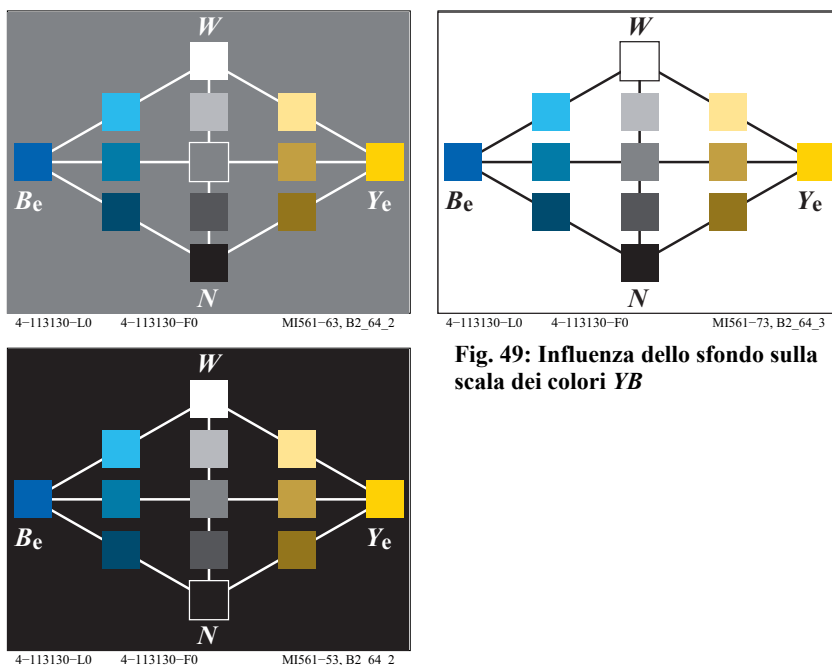 W
Be
Ye
N
4−113130−L0 4−113130−F0 MI561−63, B2_64_2
W
Be
Ye
N
4−113130−L0 4−113130−F0 MI561−73, B2_64_3
Fig. 49: Influenza dello sfondo sulla
scala dei colori YB
W
Be
Ye
N
4−113130−L0 4−113130−F0 MI561−53, B2_64_2